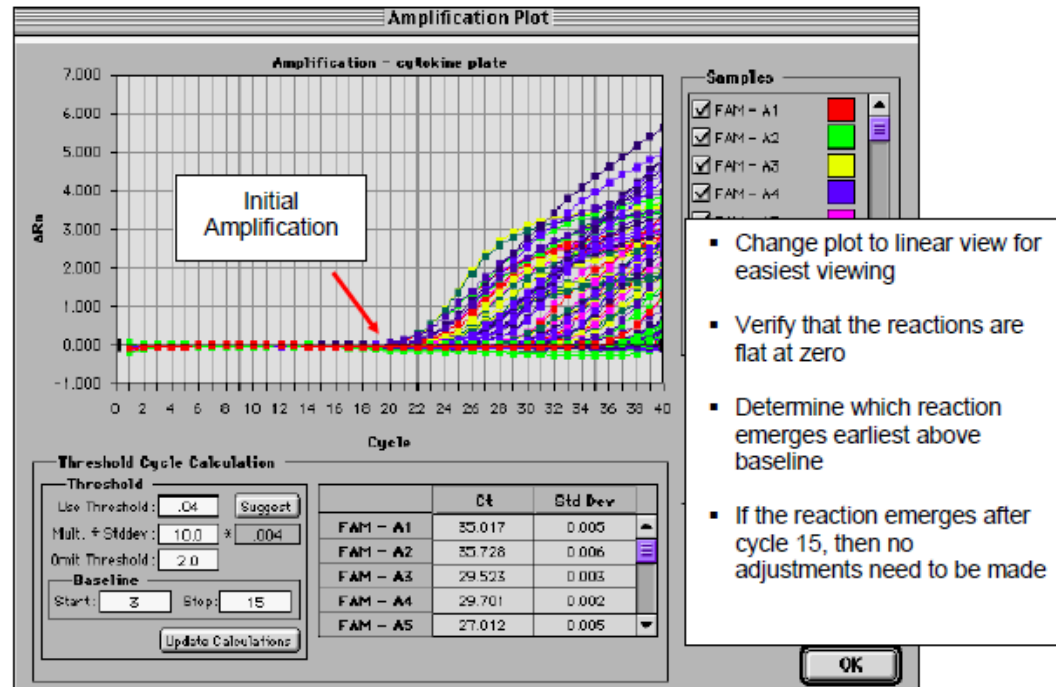 Amplification Plot
Amplification - cytokine plate
7.000
6.000
5.000
4.000
3.000
2.000
1.000
0.000
-1.000
ΔRn
0 2 4 6 8 10 12 14 16 18 20 22 24 26 28 30 32 34 36 38 40
Cycle
Initial
Amplification
Samples
FAM - A1
FAM - A2
FAM - A3
FAM - A4
▪ Change plot to linear view for
easiest viewing
▪ Verify that the reactions are
flat at zero
▪ Determine which reaction
emerges earliest above
baseline
▪ If the reaction emerges after
cycle 15, then no
adjustments need to be made
Threshold Cycle Calculation
Threshold
Use Threshold: .04 Suggest
Mult. * Stddev: 10.0 * .004
Omit Threshold: 2.0
Baseline
Start: 3 Stop: 15
Update Calculations
Ct Std Dev
FAM - A1 35.017 0.005
FAM - A2 35.728 0.006
FAM - A3 29.523 0.003
FAM - A4 29.701 0.002
FAM - A5 27.012 0.005
OK